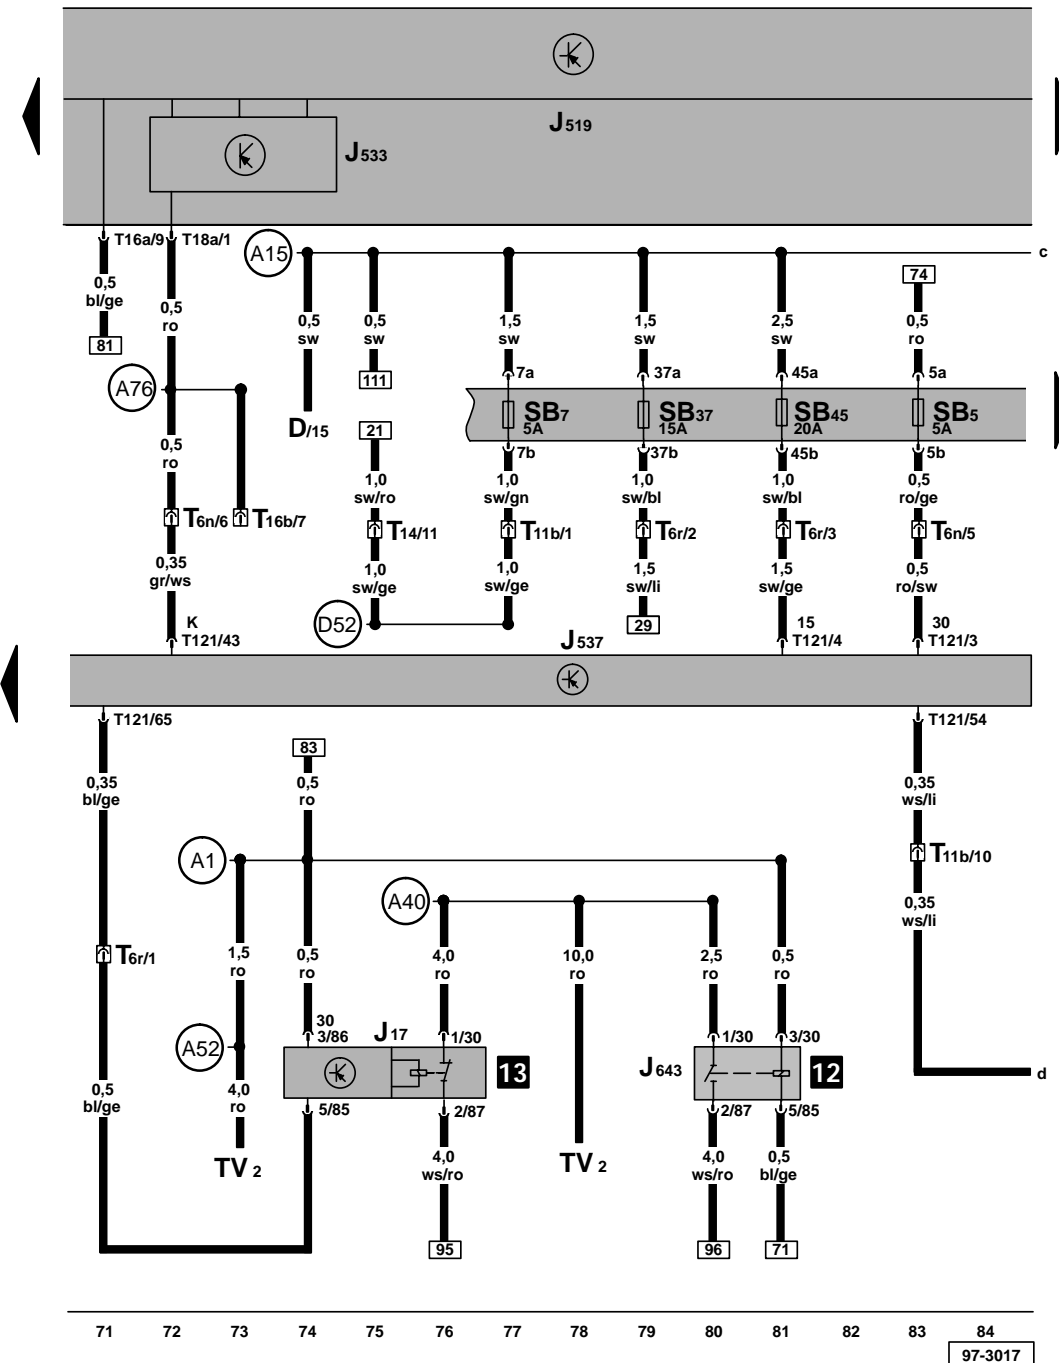 J519
J533
T16a/9 T18a/1
A15
c
0,5
bl/ge
81
0,5
ro
0,5
sw
0,5
sw
111
1,5
sw
1,5
sw
2,5
sw
74
0,5
ro
A76
D/15
21
7a 37a 45a 5a
SB7
5A
SB37
15A
SB45
20A
SB5
5A
7b 37b 45b 5b
0,5
ro
1,0
sw/ro
1,0
sw/gn
1,0
sw/bl
1,0
sw/bl
0,5
ro/ge
T6n/6 T16b/7 T14/11 T11b/1 T6r/2 T6r/3 T6n/5
0,35
gr/ws
1,0
sw/ge
1,0
sw/ge
1,5
sw/li
1,5
sw/ge
0,5
ro/sw
29
D52
K
T121/43
15
T121/4
30
T121/3
J537
T121/65 T121/54
83
0,35
bl/ge
0,5
ro
0,35
ws/li
A1
T11b/10
A40
0,35
ws/li
T6r/1
1,5
ro
0,5
ro
4,0
ro
10,0
ro
2,5
ro
0,5
ro
A52
30
3/86
J17
1/30
13
J643
1/30 3/30
12
d
0,5
bl/ge
4,0
ro
5/85 2/87
2/87 5/85
TV 2
TV 2
4,0
ws/ro
4,0
ws/ro
0,5
bl/ge
95 96 71
71 72 73 74 75 76 77 78 79 80 81 82 83 84
97-3017